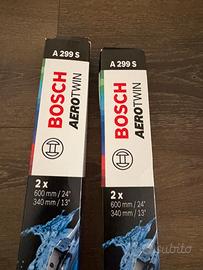 A 299 S
BOSCH
AEROTWIN
2 x
600 mm / 24"
340 mm / 13"
A 299 S
BOSCH
AEROTWIN
2 x
600 mm / 24"
340 mm / 13"
subito